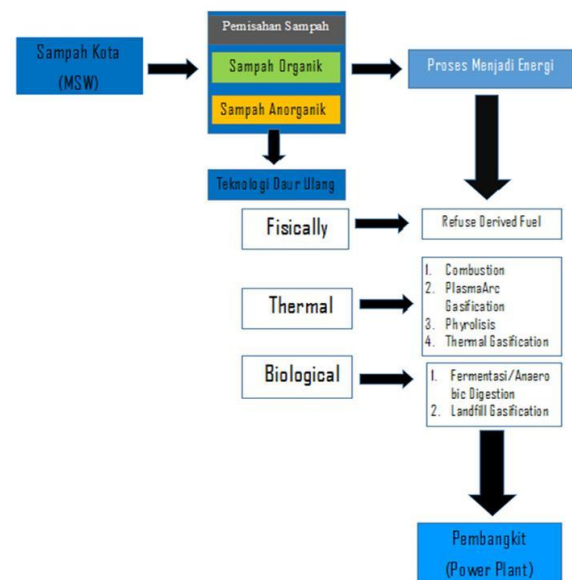 Pemisahan Sampah
Sampah Kota
(MSW)
Sampah Organik
Sampah Anorganik
Proses Menjadi Energi
Teknologi Daur Ulang
Fisically
Refuse Derived Fuel
Thermal
1. Combustion
2. PlasmaArc
Gasification
3. Phyrolisis
4. Thermal Gasification
Biological
1. Fermentasi/Anaero
bic Digestion
2. Landfill Gasification
Pembangkit
(Power Plant)